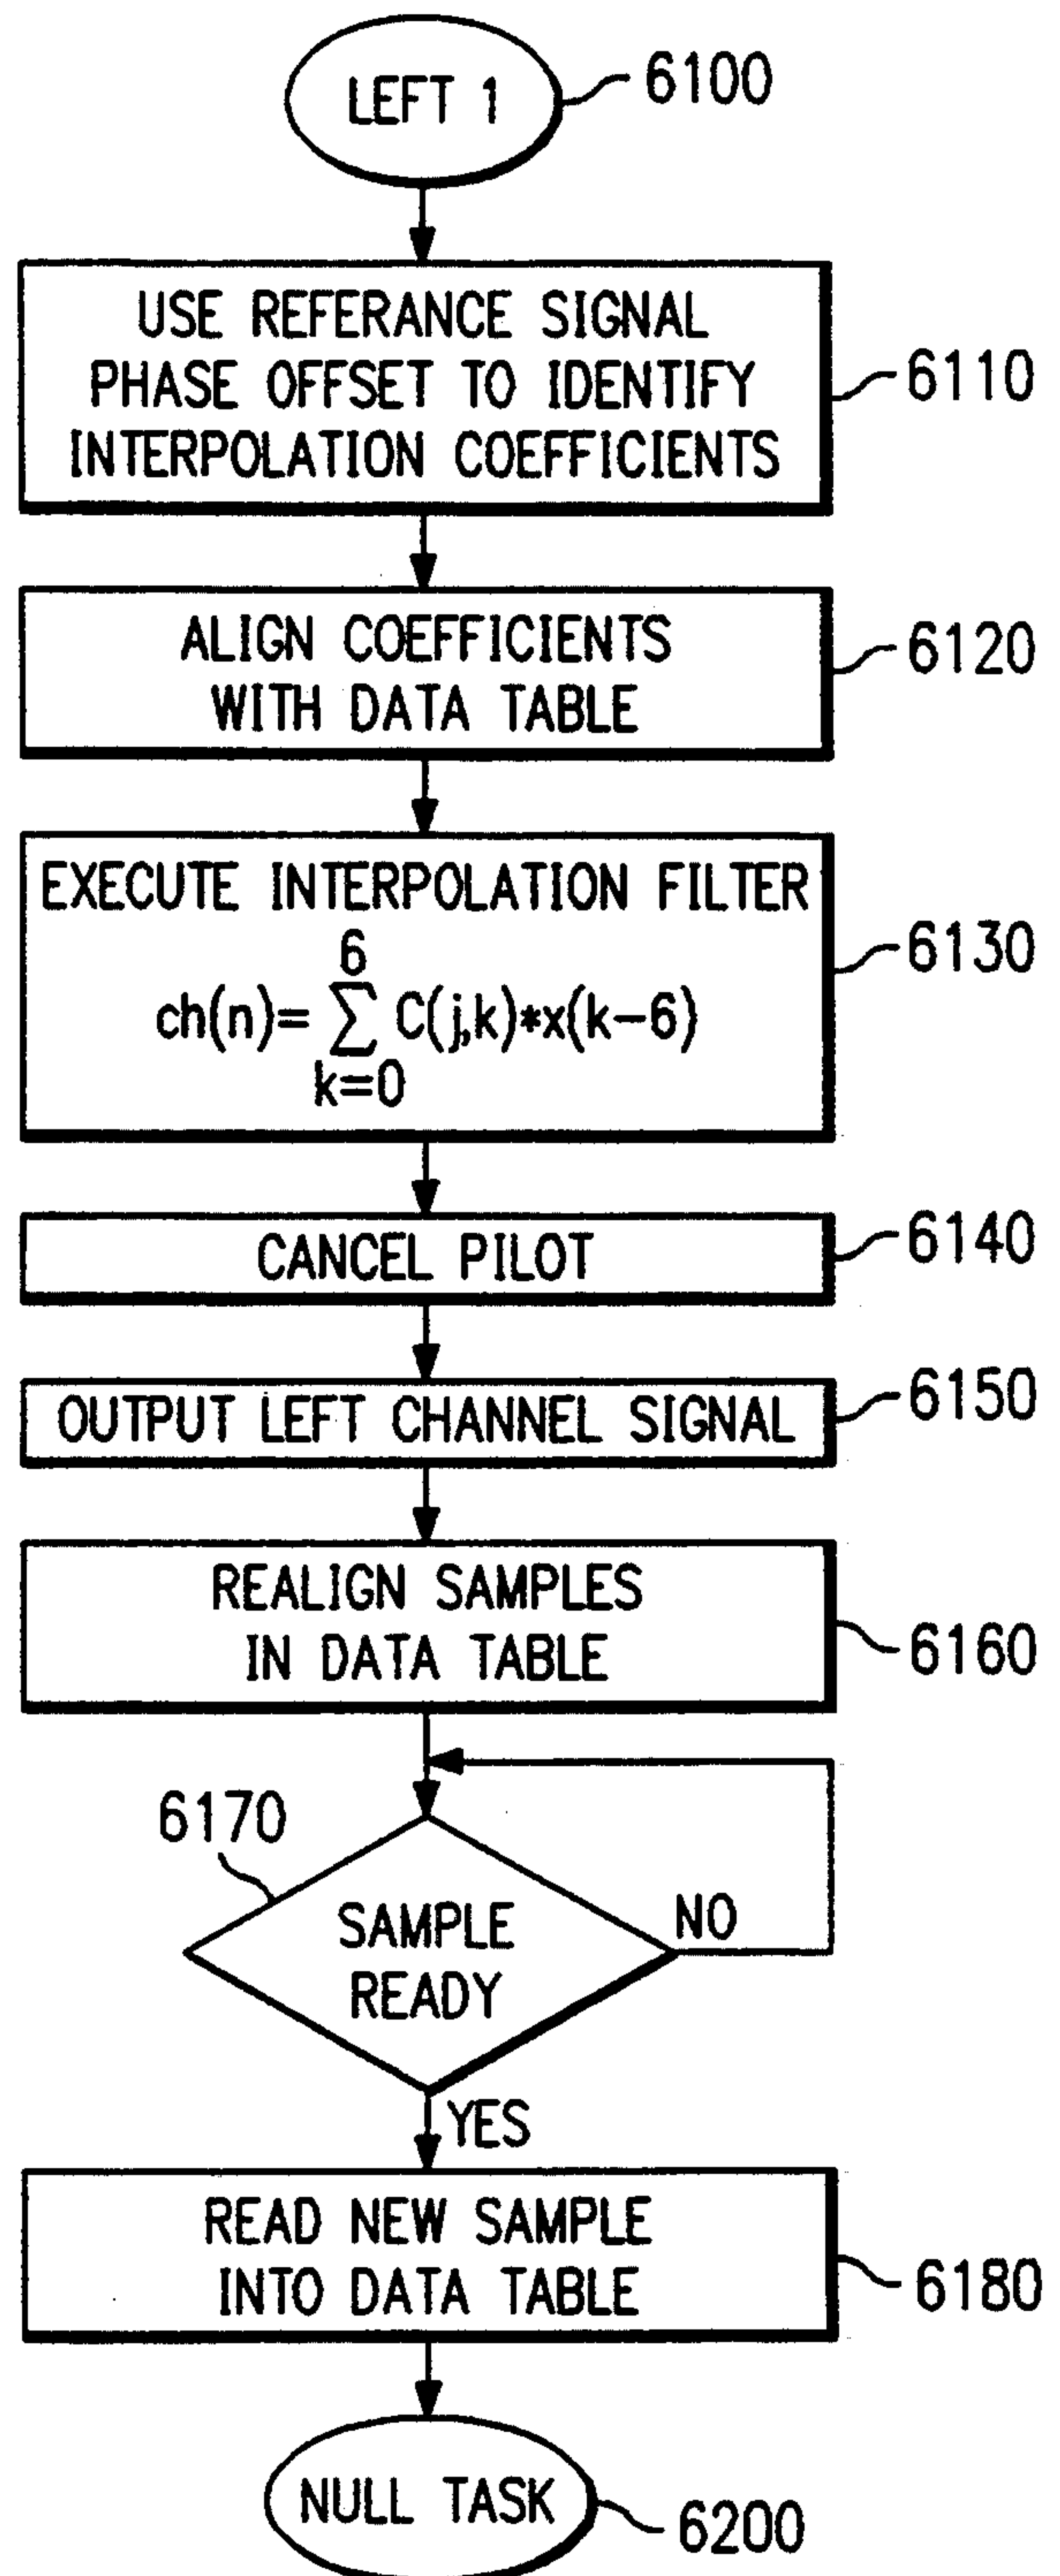 LEFT 1
6100
USE REFERANCE SIGNAL
PHASE OFFSET TO IDENTIFY
INTERPOLATION COEFFICIENTS
6110
ALIGN COEFFICIENTS
WITH DATA TABLE
6120
EXECUTE INTERPOLATION FILTER
6
ch(n)= ∑ C(j,k)*x(k-6)
k=0
6130
CANCEL PILOT
6140
OUTPUT LEFT CHANNEL SIGNAL
6150
REALIGN SAMPLES
IN DATA TABLE
6160
6170
SAMPLE
READY
NO
YES
READ NEW SAMPLE
INTO DATA TABLE
6180
NULL TASK
6200